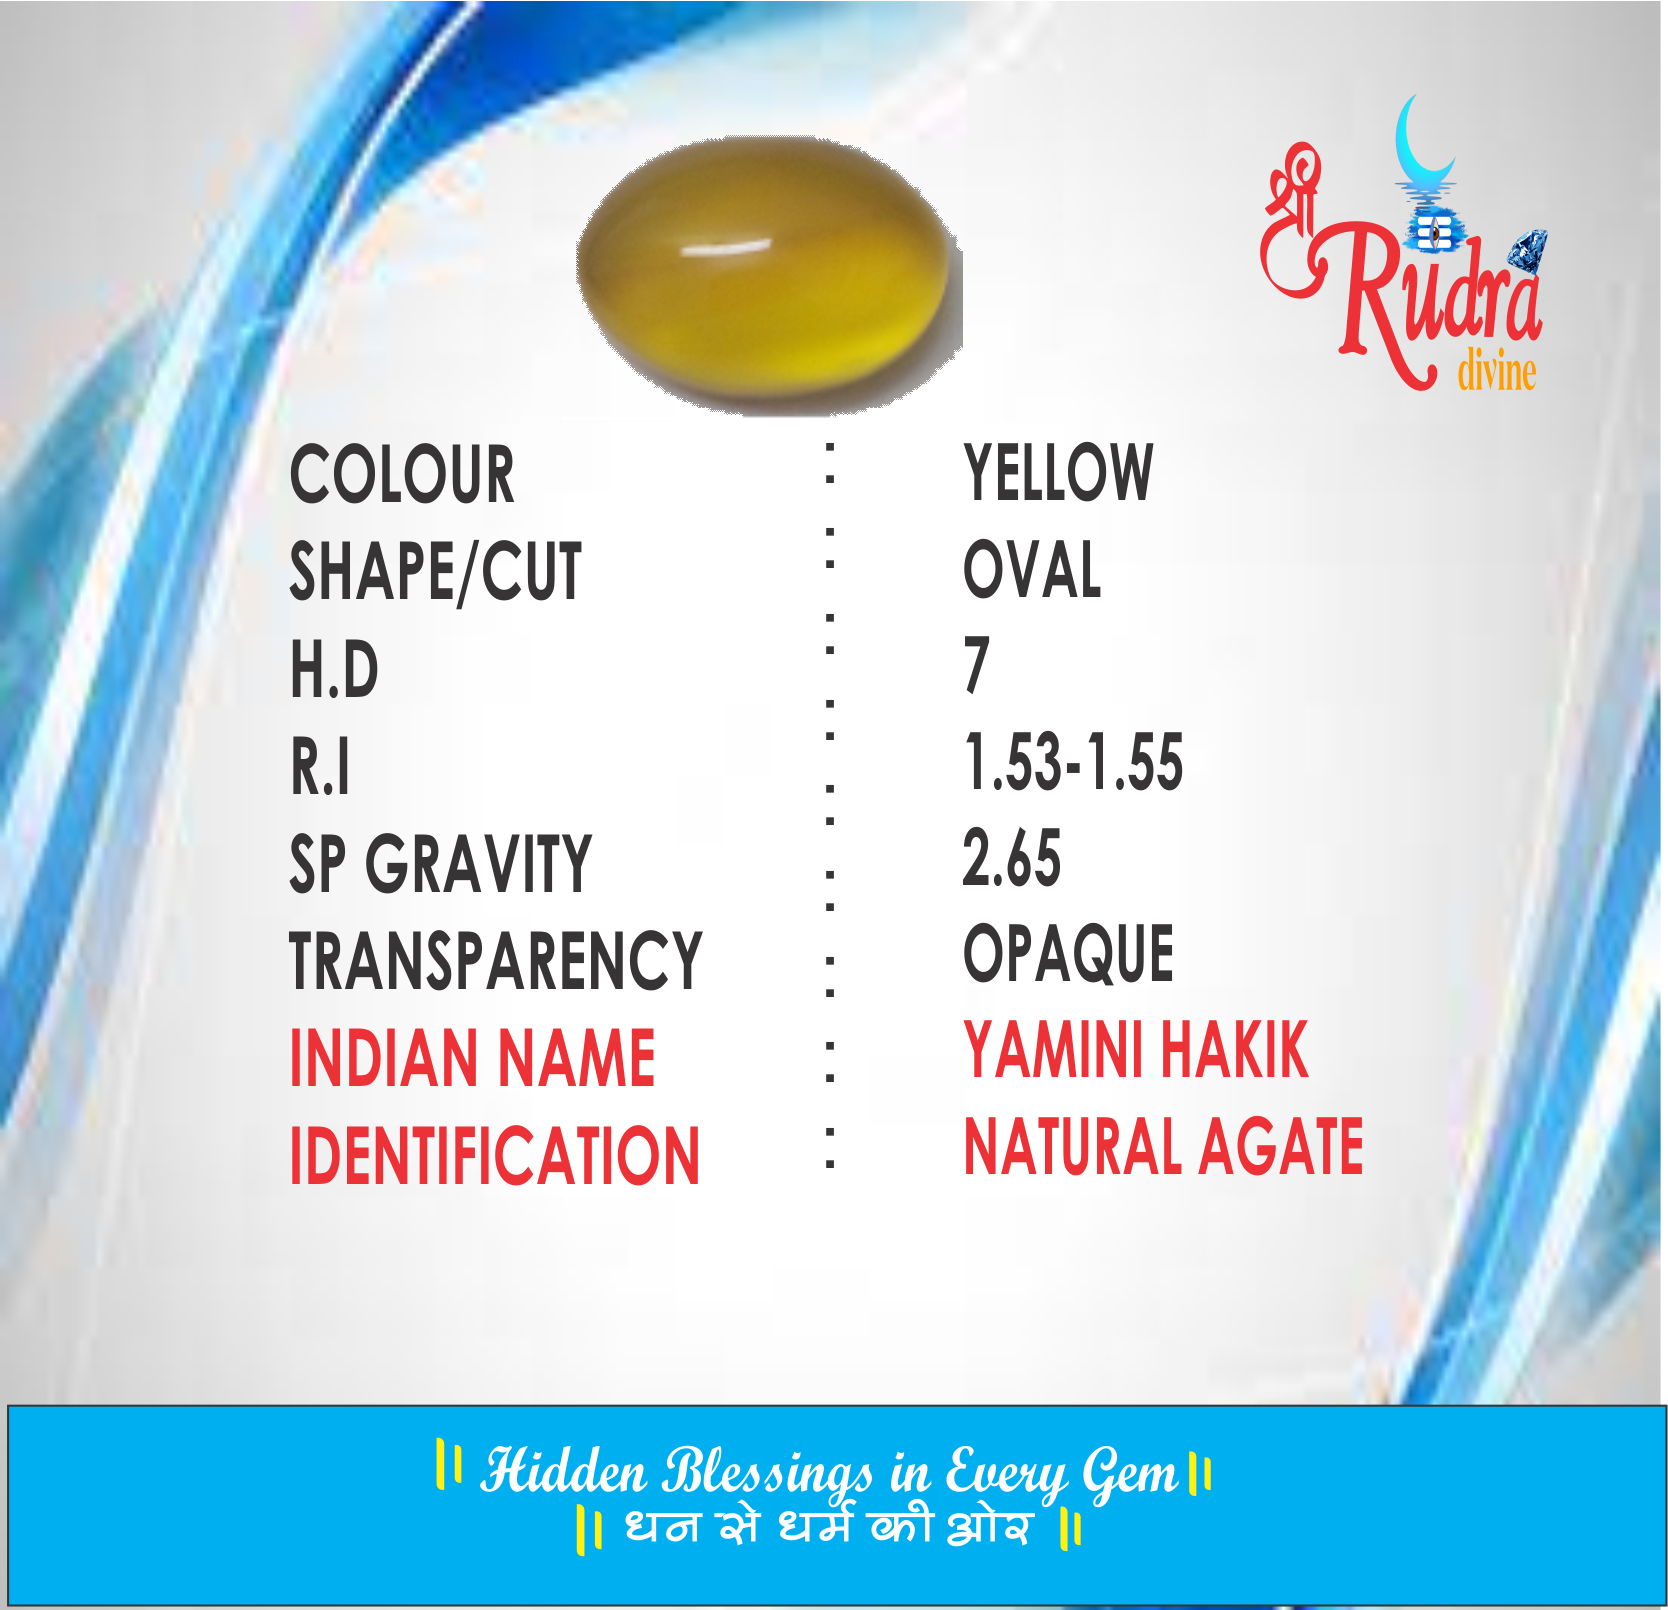 श्री
Rudra
divine
COLOUR : YELLOW
SHAPE/CUT : OVAL
H.D : 7
R.I : 1.53-1.55
SP GRAVITY : 2.65
TRANSPARENCY : OPAQUE
INDIAN NAME : YAMINI HAKIK
IDENTIFICATION : NATURAL AGATE
|| Hidden Blessings in Every Gem ||
|| धन से धर्म की ओर ||